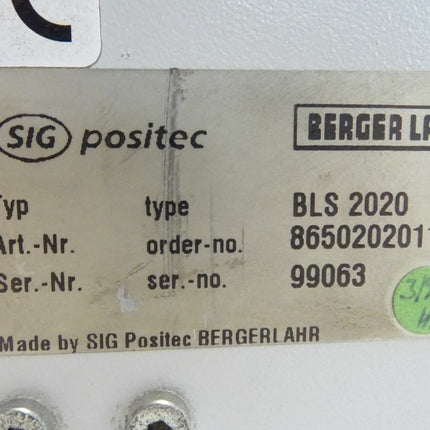 SIG positec BERGER LA
Typ type BLS 2020
Art.-Nr. order-no. 8650202011
Ser.-Nr. ser.-no. 99063
Made by SIG Positec BERGERLAHR